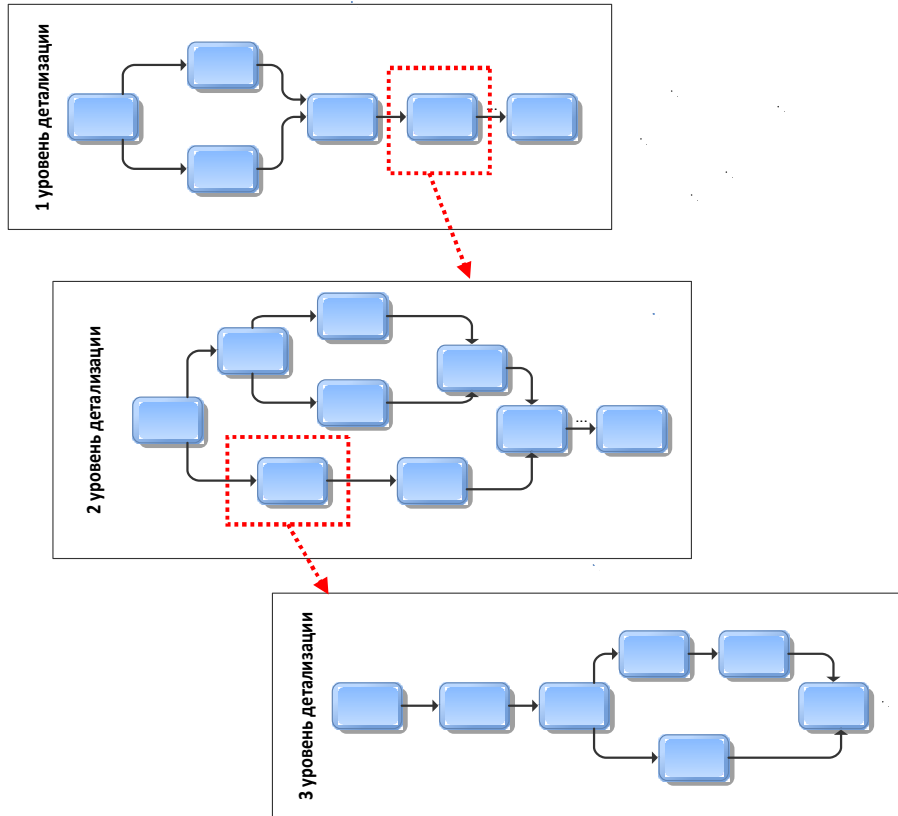 1 уровень детализации
...
2 уровень детализации
...
3 уровень детализации